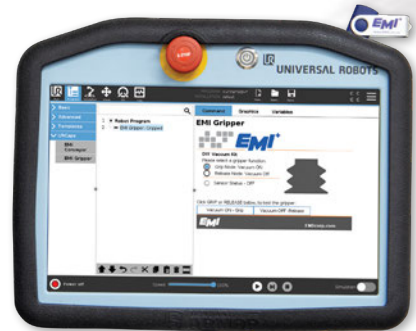 EMI
UNIVERSAL ROBOTS
Basic
Advanced
Templates
URCaps
EMI
Conveyor
EMI Gripper
Robot Program
EMI Gripper: Gripped
Command Graphics Variables
EMI Gripper
EMI
EMI Vacuum Kit
Please select a gripper function:
Grip Mode Vacuum ON
Release Mode Vacuum Off
Sensor Status - OFF
Click GRIP or RELEASE below, to test the gripper:
Vacuum ON - Grip
Vacuum OFF - Release
EMI
EMIcorp.com
Power off
Speed
100%
Simulation